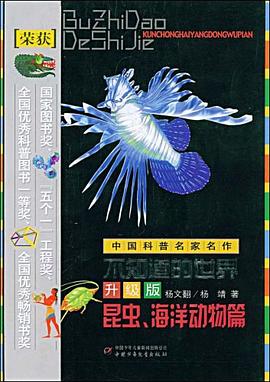 [荣获]
国家图书奖、“五个一”工程奖、
全国优秀科普图书一等奖、全国优秀畅销书奖
BuZhiDao
DeShiJie
KUNCHONGHAIYANGDONGWUPIAN
中国科普名家名作
不知道的世界
升级版 杨文翻/杨 靖 著
昆虫、海洋动物篇
中国少年儿童新闻出版总社
中国少年儿童出版社